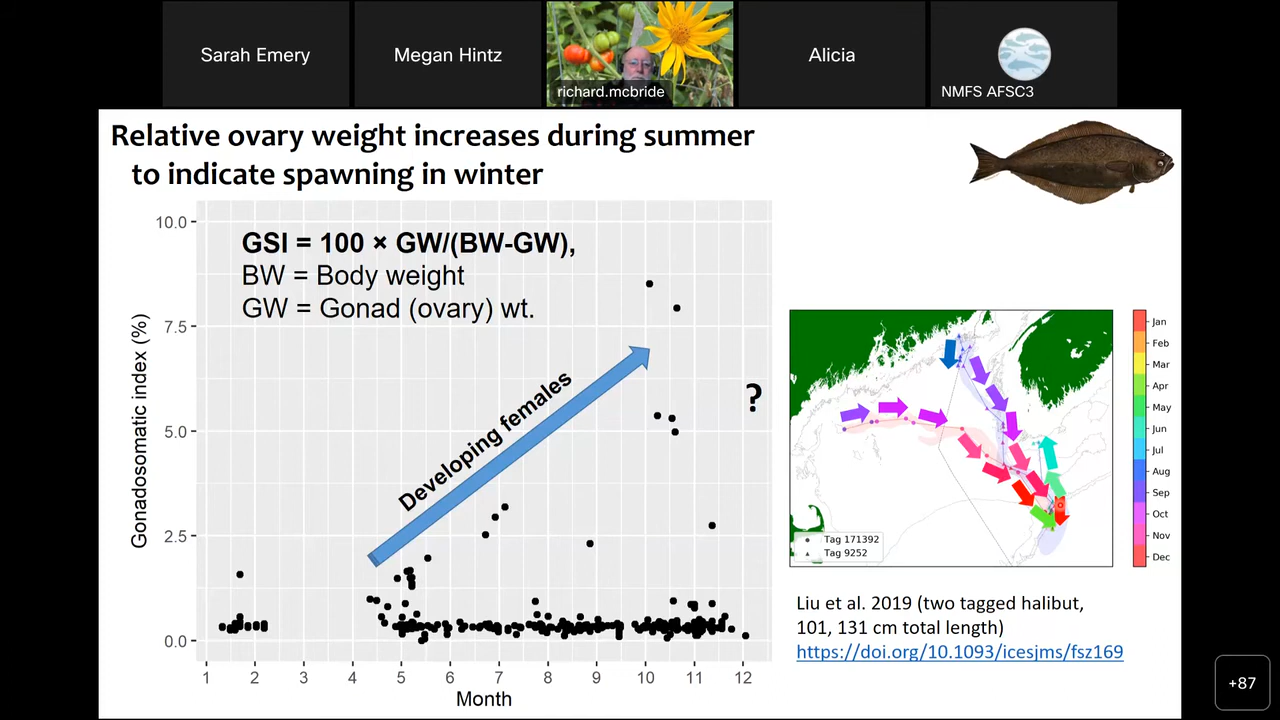 Sarah Emery
Megan Hintz
richard.mcbride
Alicia
NMFS AFSC3
Relative ovary weight increases during summer
to indicate spawning in winter
GSI = 100 × GW/(BW-GW),
BW = Body weight
GW = Gonad (ovary) wt.
Developing females
?
Gonadosomatic index (%)
10.0
7.5
5.0
2.5
0.0
1 2 3 4 5 6 7 8 9 10 11 12
Month
Tag 171392
Tag 9252
Jan
Feb
Mar
Apr
May
Jun
Jul
Aug
Sep
Oct
Nov
Dec
Liu et al. 2019 (two tagged halibut,
101, 131 cm total length)
https://doi.org/10.1093/icesjms/fsz169
+87